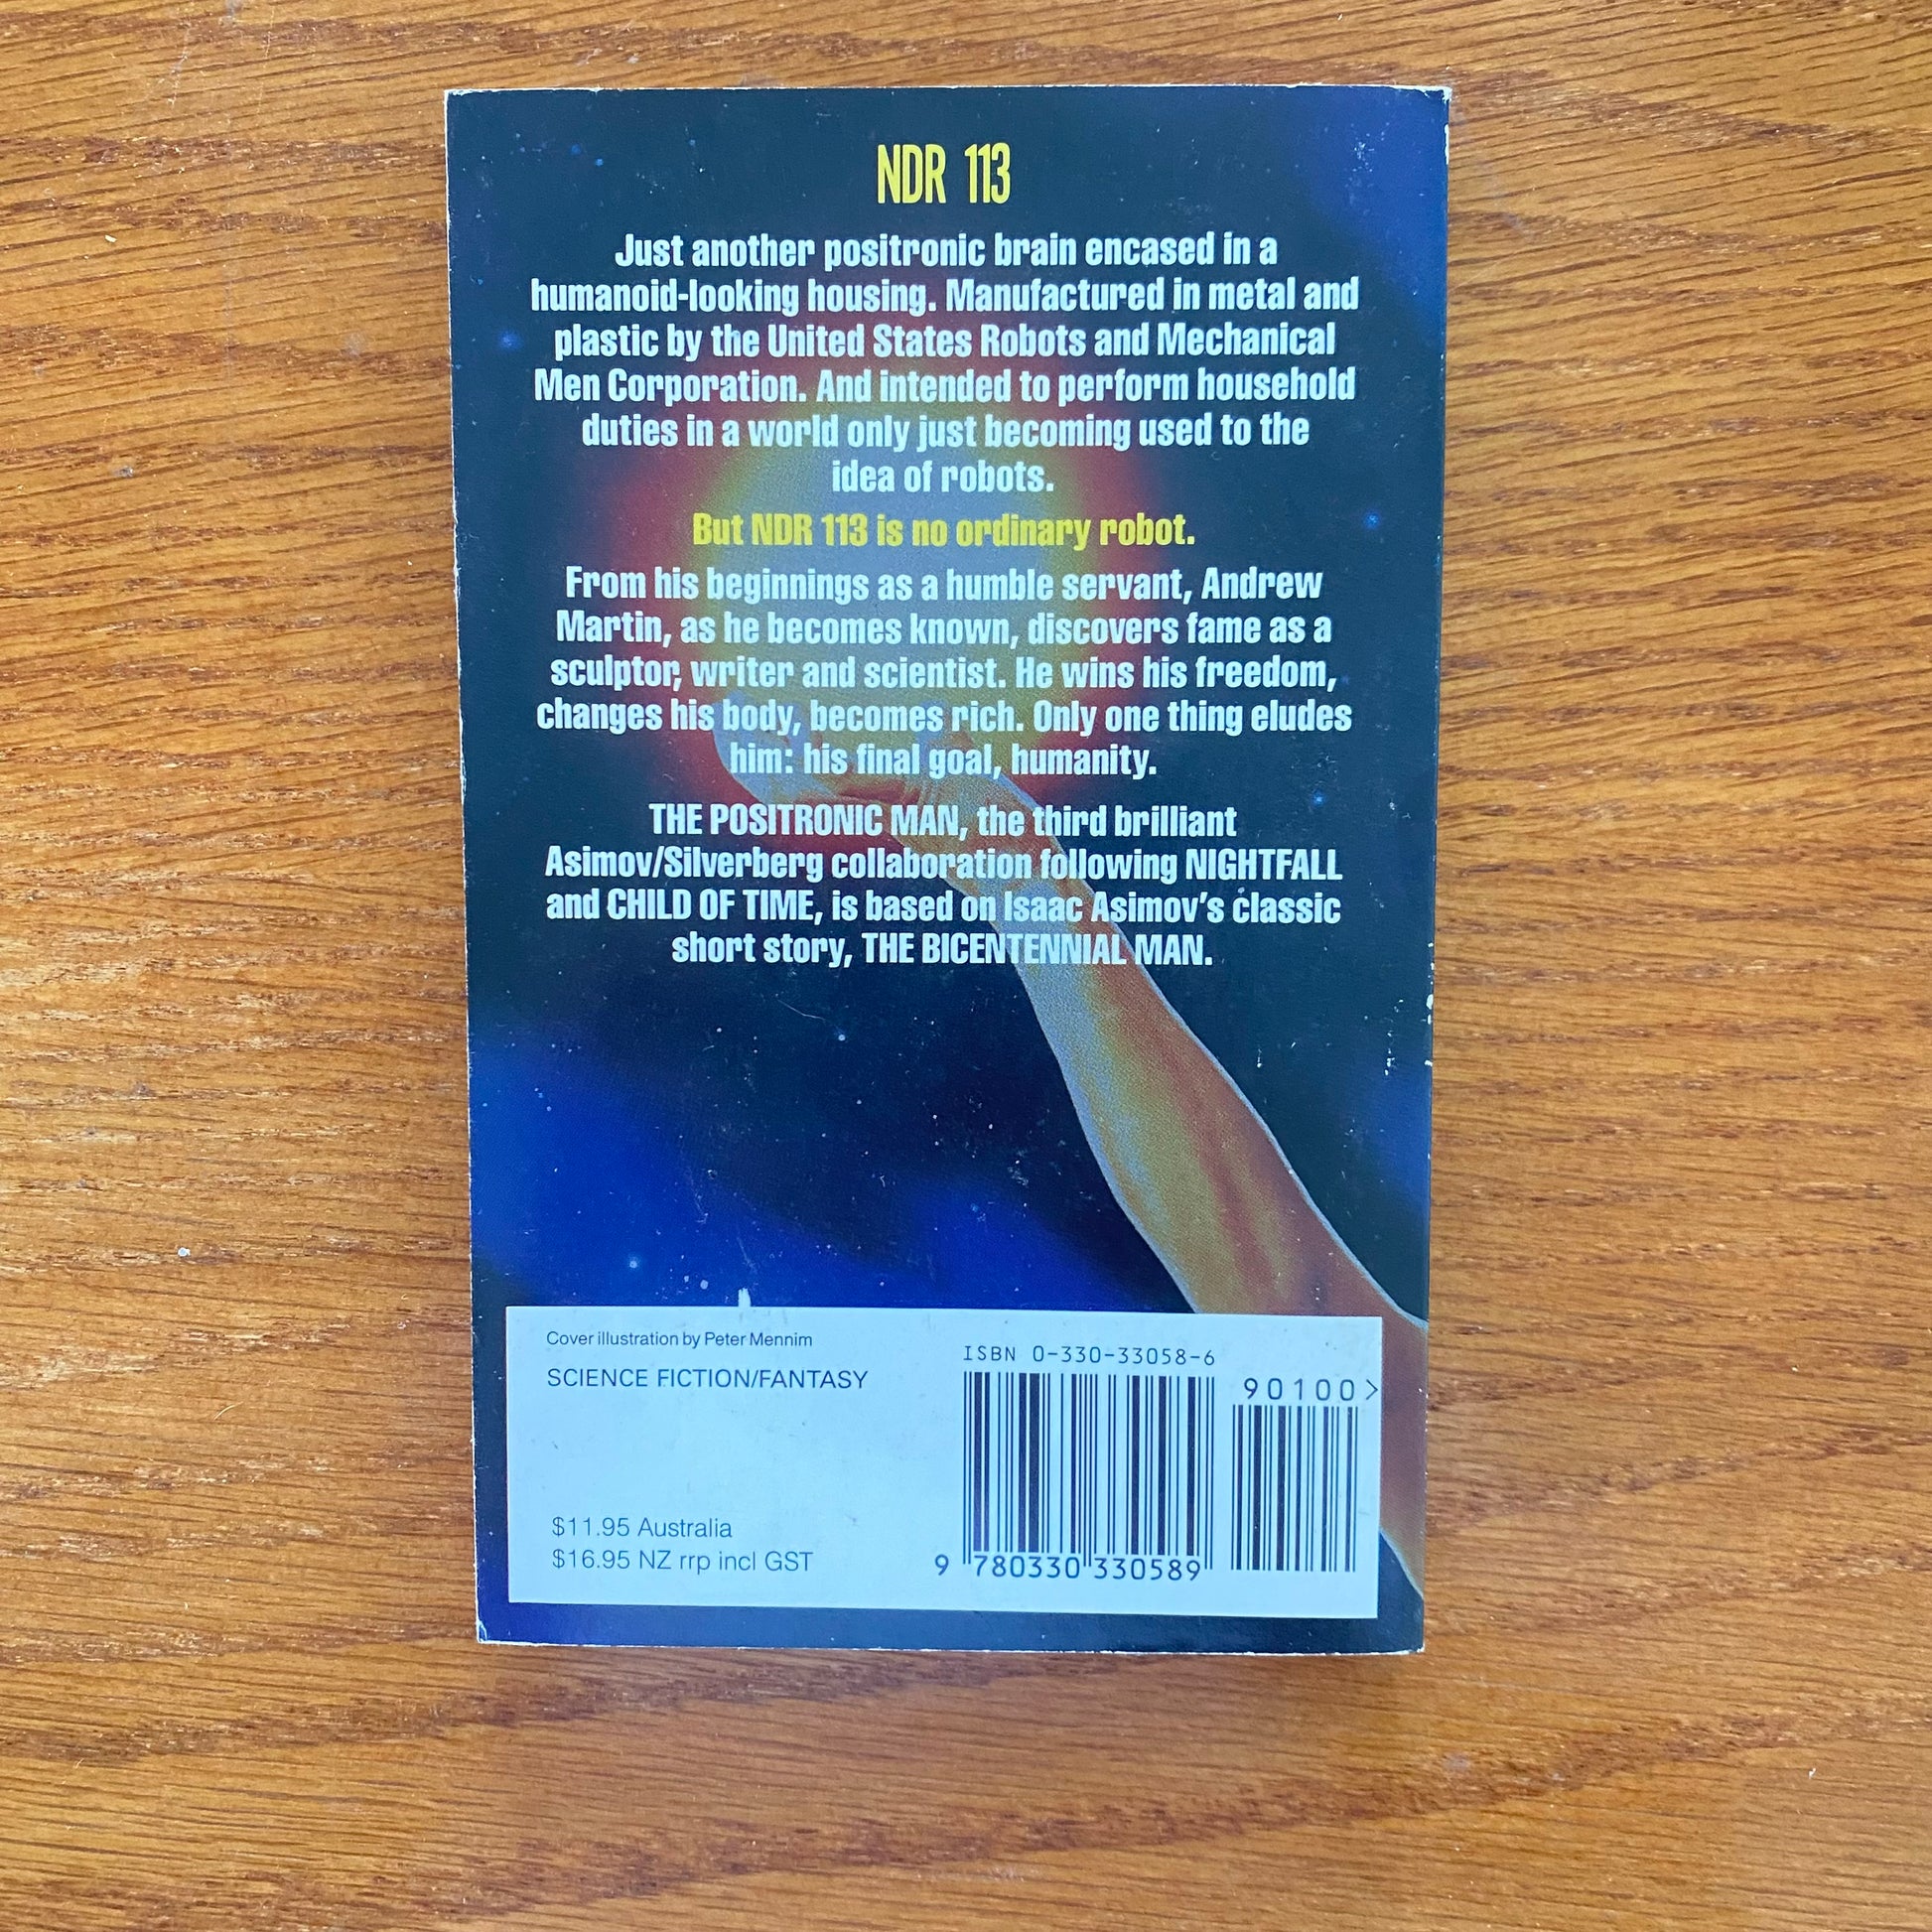 NDR 113
Just another positronic brain encased in a
humanoid-looking housing. Manufactured in metal and
plastic by the United States Robots and Mechanical
Men Corporation. And intended to perform household
duties in a world only just becoming used to the
idea of robots.
But NDR 113 is no ordinary robot.
From his beginnings as a humble servant, Andrew
Martin, as he becomes known, discovers fame as a
sculptor, writer and scientist. He wins his freedom,
changes his body, becomes rich. Only one thing eludes
him: his final goal, humanity.
THE POSITRONIC MAN, the third brilliant
Asimov/Silverberg collaboration following NIGHTFALL
and CHILD OF TIME, is based on Isaac Asimov's classic
short story, THE BICENTENNIAL MAN.
Cover illustration by Peter Mennim
SCIENCE FICTION/FANTASY
$11.95 Australia
$16.95 NZ rrp incl GST
ISBN 0-330-33058-6
90100>
9 780330 330589